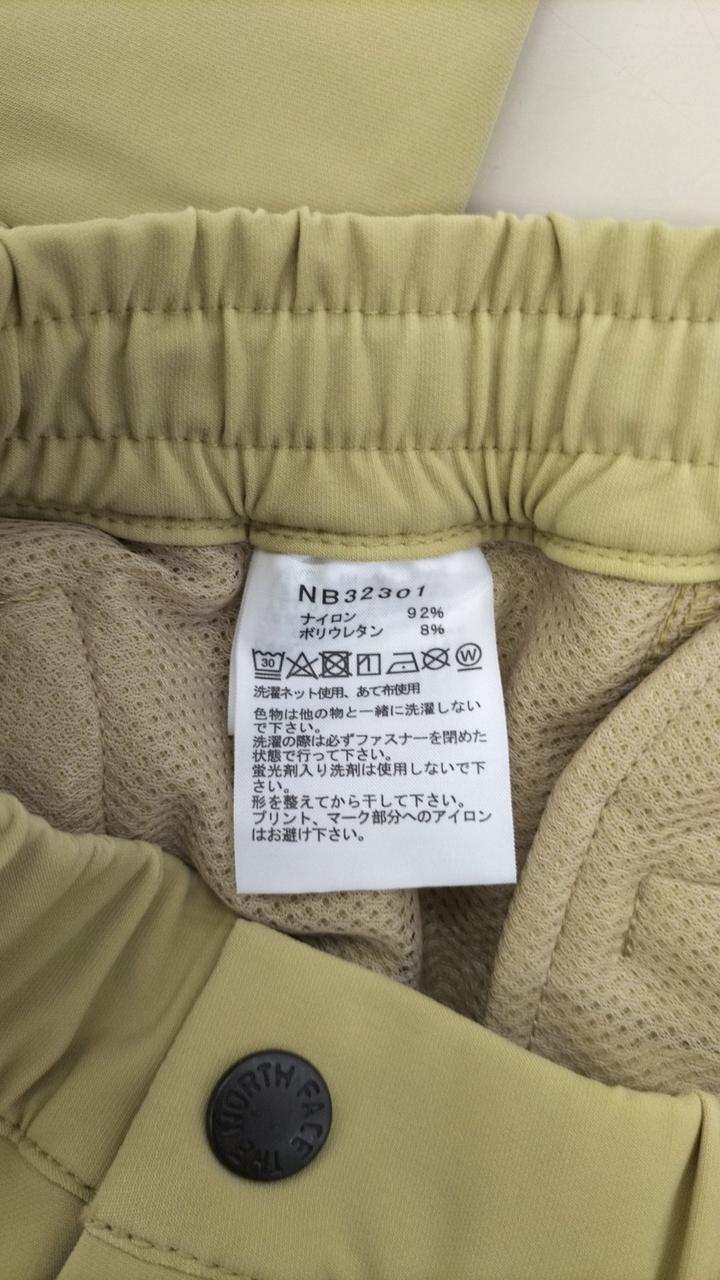 NB32301
ナイロン 92%
ポリウレタン 8%
30 W
洗濯ネット使用、あて布使用
色物は他の物と一緒に洗濯しない
で下さい。
洗濯の際は必ずファスナーを閉めた
状態で行って下さい。
蛍光剤入り洗剤は使用しないで下
さい。
形を整えてから干して下さい。
プリント、マーク部分へのアイロン
はお避け下さい。
THE NORTH FACE